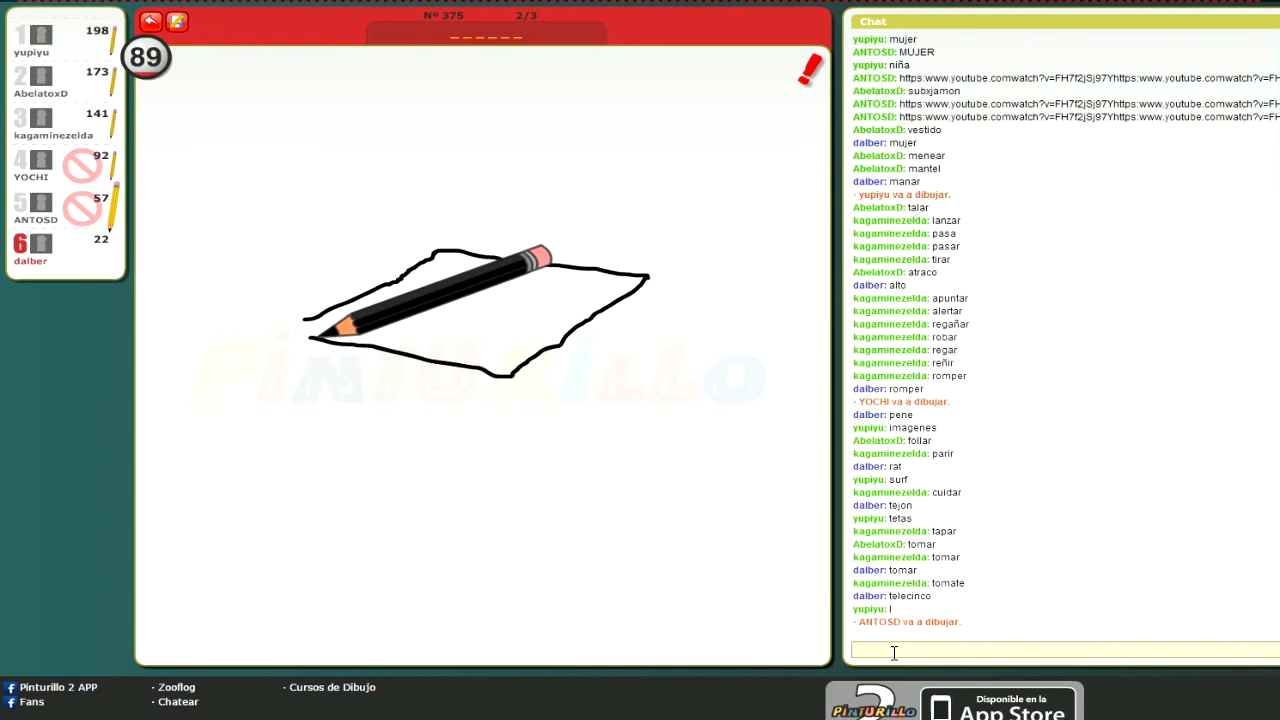 1 198
yupiyu
2 173
AbelatoxD
3 141
kagaminezelda
4 92
YOCHI
5 57
ANTOSD
6 22
dalber
89
Nº 375 2/3
_ _ _ _ _ _
PINTURILLO
Chat
yupiyu: mujer
ANTOSD: MUJER
yupiyu: niña
ANTOSD: https:www.youtube.comwatch?v=FH7f2jSj97Yhttps:www.youtube.comwatch?v=FH
AbelatoxD: subxjamon
ANTOSD: https:www.youtube.comwatch?v=FH7f2jSj97Yhttps:www.youtube.comwatch?v=FH
ANTOSD: https:www.youtube.comwatch?v=FH7f2jSj97Yhttps:www.youtube.comwatch?v=FH
AbelatoxD: vestido
dalber: mujer
AbelatoxD: menear
AbelatoxD: mantel
dalber: manar
· yupiyu va a dibujar.
AbelatoxD: talar
kagaminezelda: lanzar
kagaminezelda: pasa
kagaminezelda: pasar
kagaminezelda: tirar
AbelatoxD: atraco
dalber: alto
kagaminezelda: apuntar
kagaminezelda: alertar
kagaminezelda: regañar
kagaminezelda: robar
kagaminezelda: regar
kagaminezelda: reñir
kagaminezelda: romper
dalber: romper
· YOCHI va a dibujar.
dalber: pene
yupiyu: imagenes
AbelatoxD: follar
kagaminezelda: parir
dalber: rat
yupiyu: surf
kagaminezelda: cuidar
dalber: tejon
yupiyu: tetas
kagaminezelda: tapar
AbelatoxD: tomar
kagaminezelda: tomar
dalber: tomar
kagaminezelda: tomate
dalber: telecinco
yupiyu: l
· ANTOSD va a dibujar.
Pinturillo 2 APP · Zooflog · Cursos de Dibujo
Fans · Chatear
PINTURILLO 2
Disponible en la
App Store